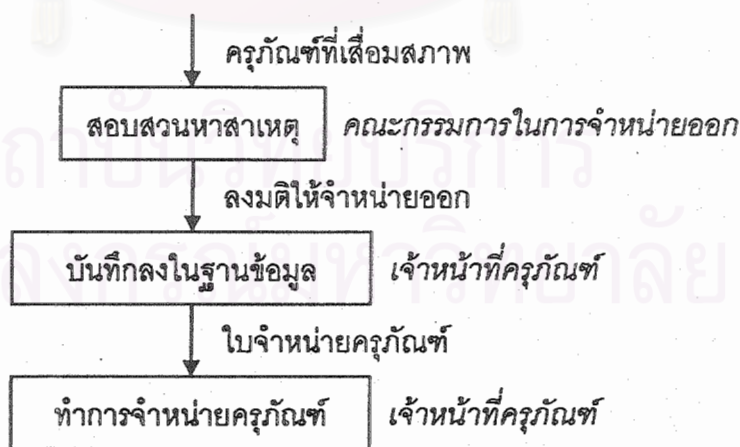 ครุภัณฑ์ที่เสื่อมสภาพ
สอบสวนหาสาเหตุ คณะกรรมการในการจำหน่ายออก
ลงมติให้จำหน่ายออก
บันทึกลงในฐานข้อมูล เจ้าหน้าที่ครุภัณฑ์
ใบจำหน่ายครุภัณฑ์
ทำการจำหน่ายครุภัณฑ์ เจ้าหน้าที่ครุภัณฑ์